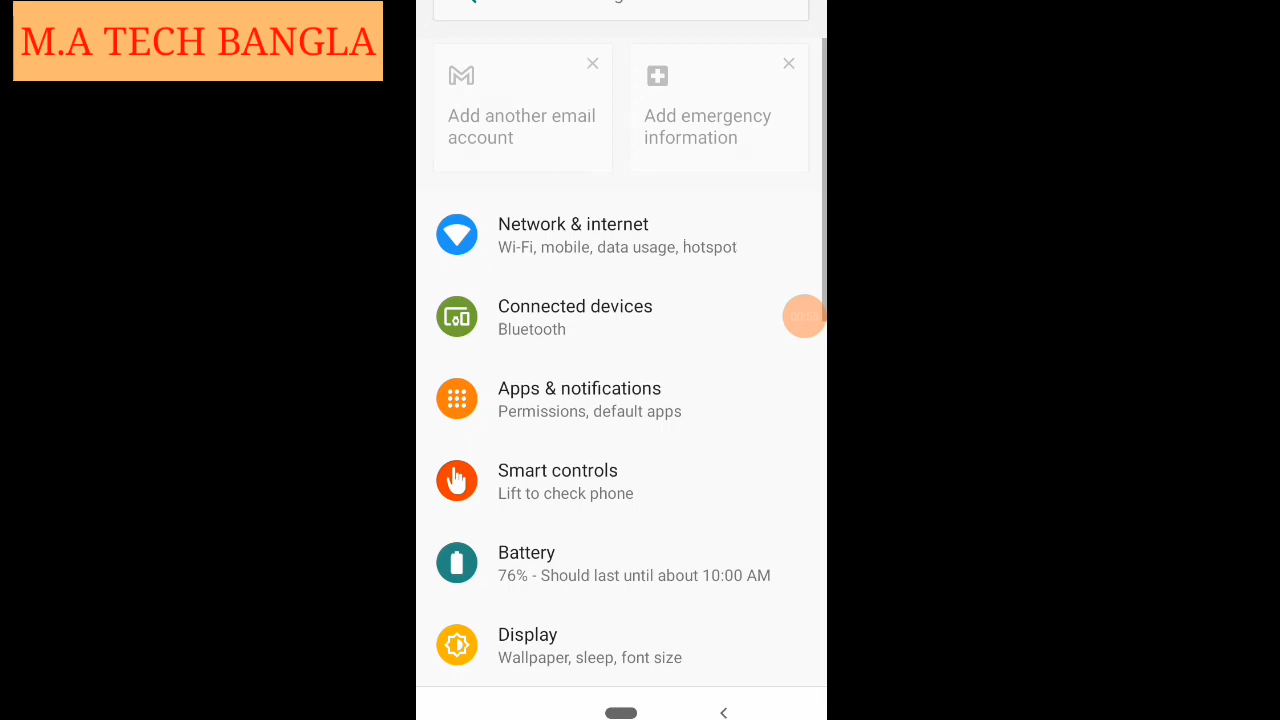 M.A TECH BANGLA
Add another email
account
Add emergency
information
Network & internet
Wi-Fi, mobile, data usage, hotspot
Connected devices
Bluetooth
Apps & notifications
Permissions, default apps
Smart controls
Lift to check phone
Battery
76% - Should last until about 10:00 AM
Display
Wallpaper, sleep, font size